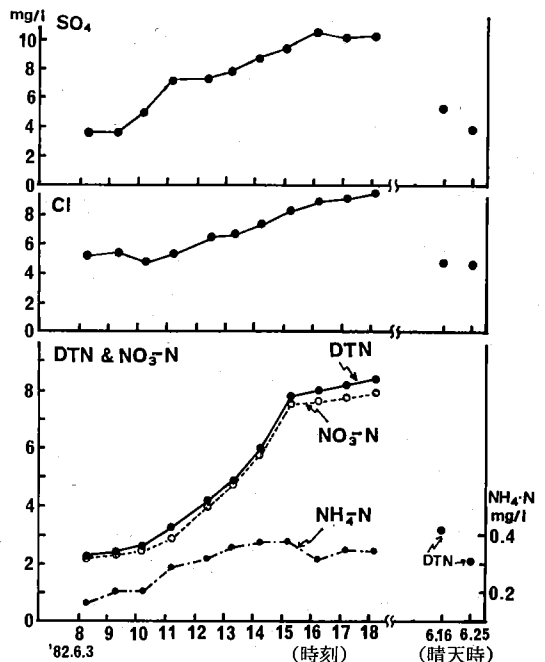 mg/l SO₄
10
8
6
4
2
0
Cl
8
6
4
2
0
DTN & NO₃-N
DTN
8
NO₃-N
6
4
NH₄-N
NH₄·N
mg/l
0.4
DTN→
2
0.2
0
8 9 10 11 12 13 14 15 16 17 18 6.16 6.25
'82.6.3 (時刻) (晴天時)